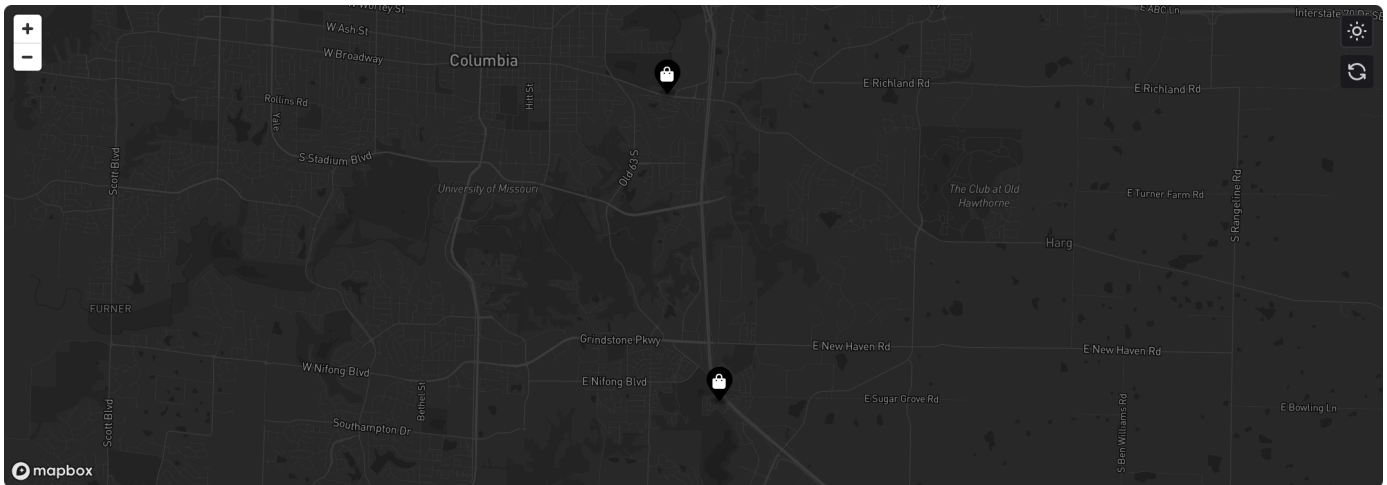 W Worley St
E ABC Ln
Interstate 70 Dr SE
+
W Ash St
W Broadway
Columbia
−
E Richland Rd
E Richland Rd
Rollins Rd
Hitt St
Yale
S Stadium Blvd
Scott Blvd
Old 63 S
University of Missouri
The Club at Old
Hawthorne
E Turner Farm Rd
S Rangeline Rd
Harg
FURNER
Grindstone Pkwy
E New Haven Rd
E New Haven Rd
W Nifong Blvd
E Nifong Blvd
Bethel St
E Sugar Grove Rd
E Bowling Ln
Scott Blvd
Southampton Dr
S Ben Williams Rd
mapbox